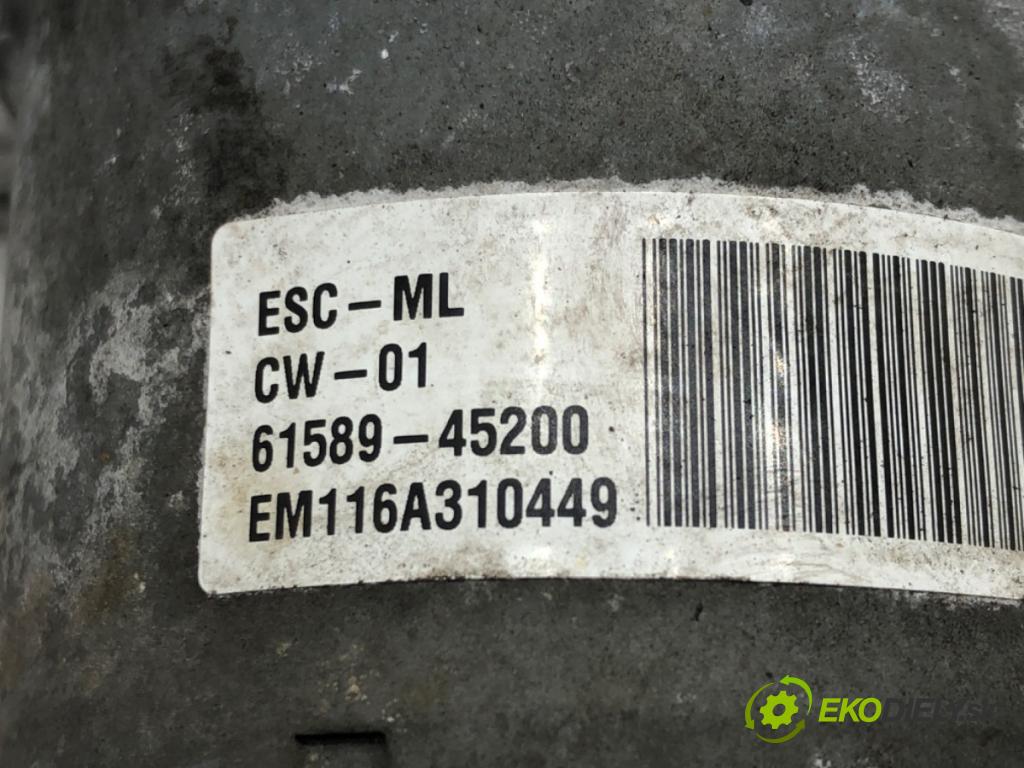 ESC-ML
CW-01
61589-45200
EM116A310449
EKODIELY